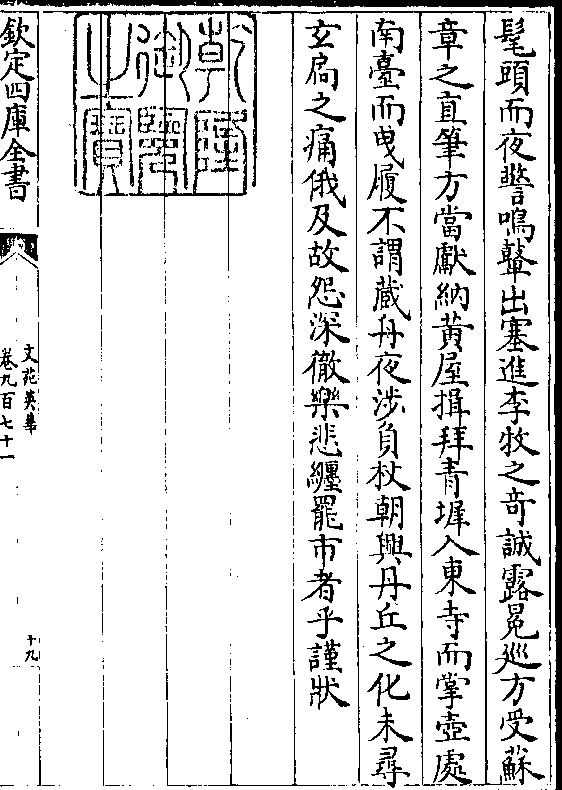 髦頭而夜警鳴鼙出塞進李牧之竒誠露冕巡方受蘇
章之直筆方當獻納黄屋揖拜青墀入東寺而掌壺處
南臺而曳履不謂藏舟夜涉負杖朝興丹丘之化未尋
玄扃之痛俄及故怨深徹樂悲纒罷市者乎謹狀
乾隆御覽之寶
欽定四庫全書
文苑英華
卷九百七十一
十九